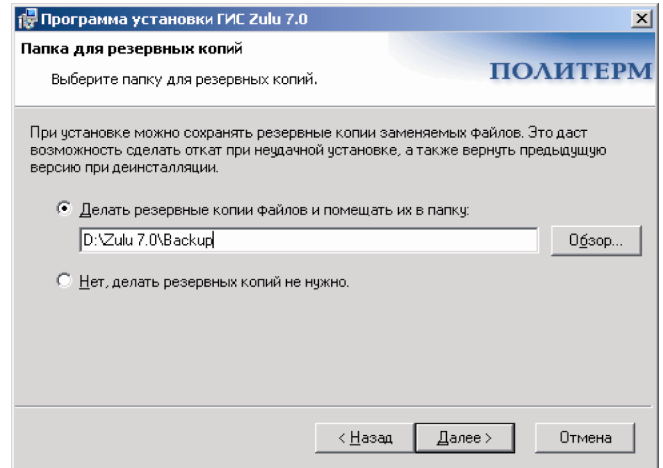 Программа установки ГИС Zulu 7.0
Папка для резервных копий
Выберите папку для резервных копий.
ПОЛИТЕРМ
При установке можно сохранять резервные копии заменяемых файлов. Это даст
возможность сделать откат при неудачной установке, а также вернуть предыдущую
версию при деинсталляции.
Делать резервные копии файлов и помещать их в папку:
D:\Zulu 7.0\Backup
Обзор...
Нет, делать резервных копий не нужно.
< Назад
Далее >
Отмена